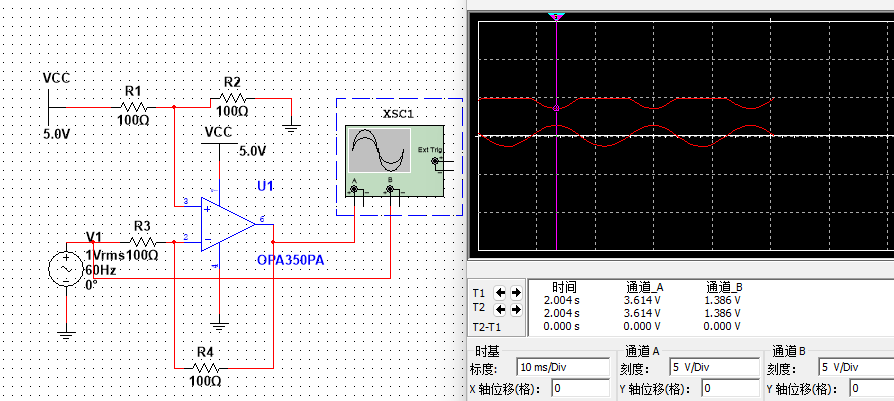 VCC
5.0V
R1
100Ω
R2
100Ω
VCC
5.0V
XSC1
Ext Trig
+
-
A
B
+
-
+
-
U1
7
3
+
6
2
-
4
OPA350PA
V1
1Vrms
60Hz
0°
R3
100Ω
R4
100Ω
时间 通道_A 通道_B
T1 2.004 s 3.614 V 1.386 V
T2 2.004 s 3.614 V 1.386 V
T2-T1 0.000 s 0.000 V 0.000 V
时基 通道 A 通道 B
标度: 10 ms/Div 刻度: 5 V/Div 刻度: 5 V/Div
X 轴位移(格): 0 Y 轴位移(格): 0 Y 轴位移(格): 0